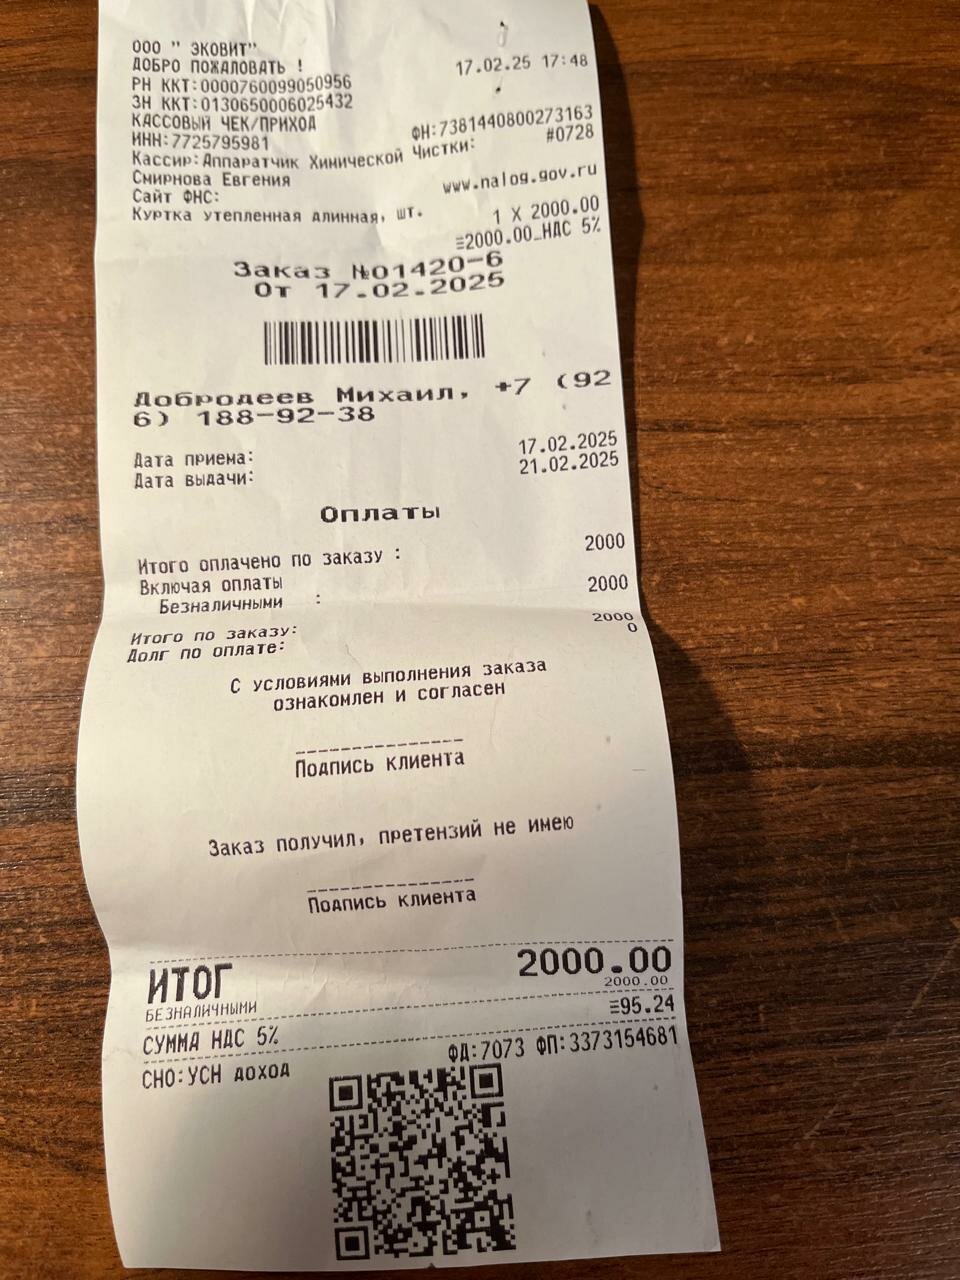 ООО " ЭКОВИТ"
ДОБРО ПОЖАЛОВАТЬ !
17.02.25 17:48
РН ККТ:0000760099050956
ЗН ККТ:0130650006025432
КАССОВЫЙ ЧЕК/ПРИХОД
ФН:7381440800273163
ИНН:7725795981
#0728
Кассир:Аппаратчик Химической Чистки:
Смирнова Евгения
Сайт ФНС:
www.nalog.gov.ru
Куртка утепленная длинная, шт.
1 X 2000.00
=2000.00_НДС 5%
Заказ №01420-6
От 17.02.2025
Добродеев Михаил, +7 (92
6) 188-92-38
Дата приема: 17.02.2025
Дата выдачи: 21.02.2025
Оплаты
Итого оплачено по заказу : 2000
Включая оплаты
Безналичными : 2000
Итого по заказу: 2000
Долг по оплате: 0
С условиями выполнения заказа
ознакомлен и согласен
Подпись клиента
Заказ получил, претензий не имею
Подпись клиента
ИТОГ 2000.00
БЕЗНАЛИЧНЫМИ 2000.00
СУММА НДС 5% =95.24
СНО:УСН доход ФД:7073 ФП:3373154681